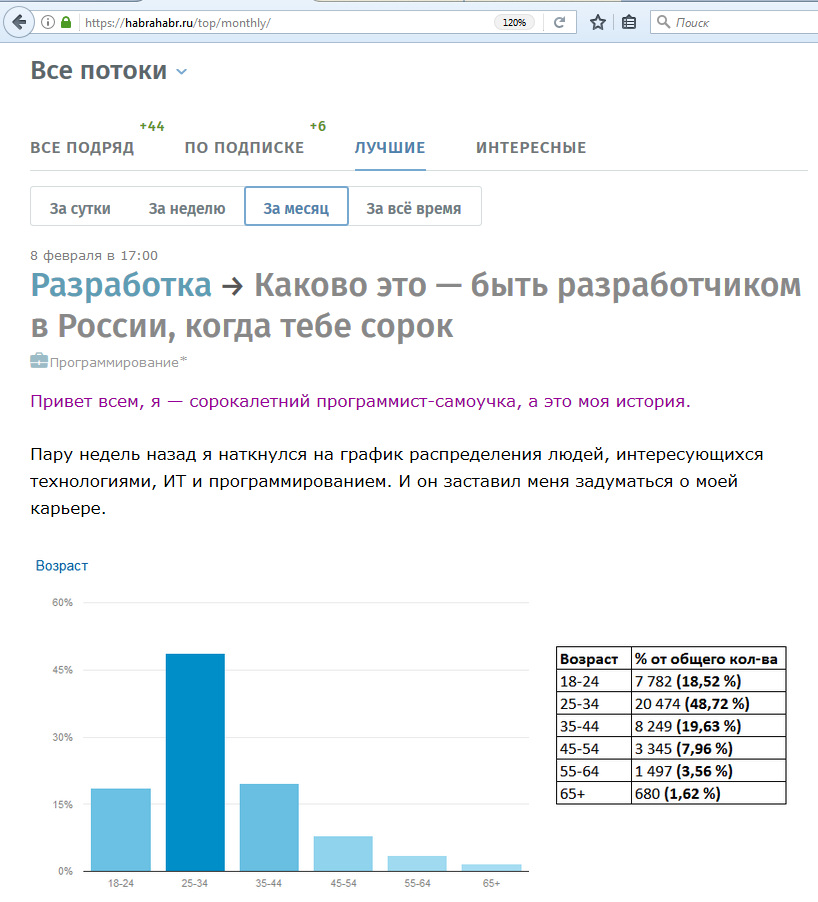 https://habrahabr.ru/top/monthly/
120%
Поиск
Все потоки
+44
+6
ВСЕ ПОДРЯД
ПО ПОДПИСКЕ
ЛУЧШИЕ
ИНТЕРЕСНЫЕ
За сутки
За неделю
За месяц
За всё время
8 февраля в 17:00
Разработка → Каково это — быть разработчиком
в России, когда тебе сорок
Программирование*
Привет всем, я — сорокалетний программист-самоучка, а это моя история.
Пару недель назад я наткнулся на график распределения людей, интересующихся
технологиями, ИТ и программированием. И он заставил меня задуматься о моей
карьере.
Возраст
60%
45%
30%
15%
0%
18-24
25-34
35-44
45-54
55-64
65+
Возраст % от общего кол-ва
18-24 7 782 (18,52 %)
25-34 20 474 (48,72 %)
35-44 8 249 (19,63 %)
45-54 3 345 (7,96 %)
55-64 1 497 (3,56 %)
65+ 680 (1,62 %)